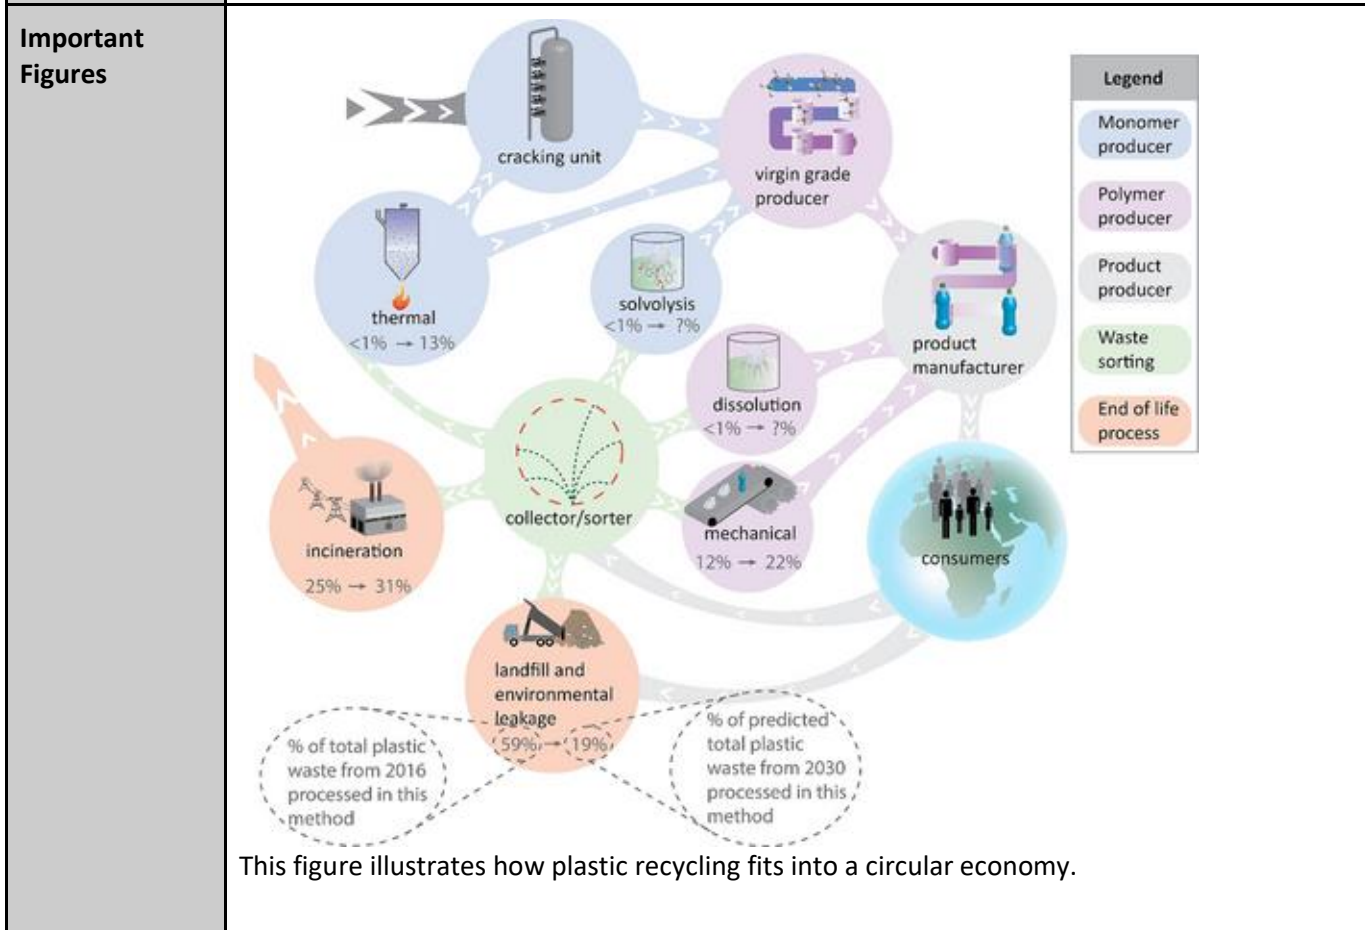 Important
Figures
cracking unit
virgin grade
producer
thermal
<1% → 13%
solvolysis
<1% → ?%
product
manufacturer
dissolution
<1% → ?%
collector/sorter
mechanical
12% → 22%
incineration
25% → 31%
consumers
landfill and
environmental
leakage
59% → 19%
% of total plastic
waste from 2016
processed in this
method
% of predicted
total plastic
waste from 2030
processed in this
method
Legend
Monomer
producer
Polymer
producer
Product
producer
Waste
sorting
End of life
process
This figure illustrates how plastic recycling fits into a circular economy.